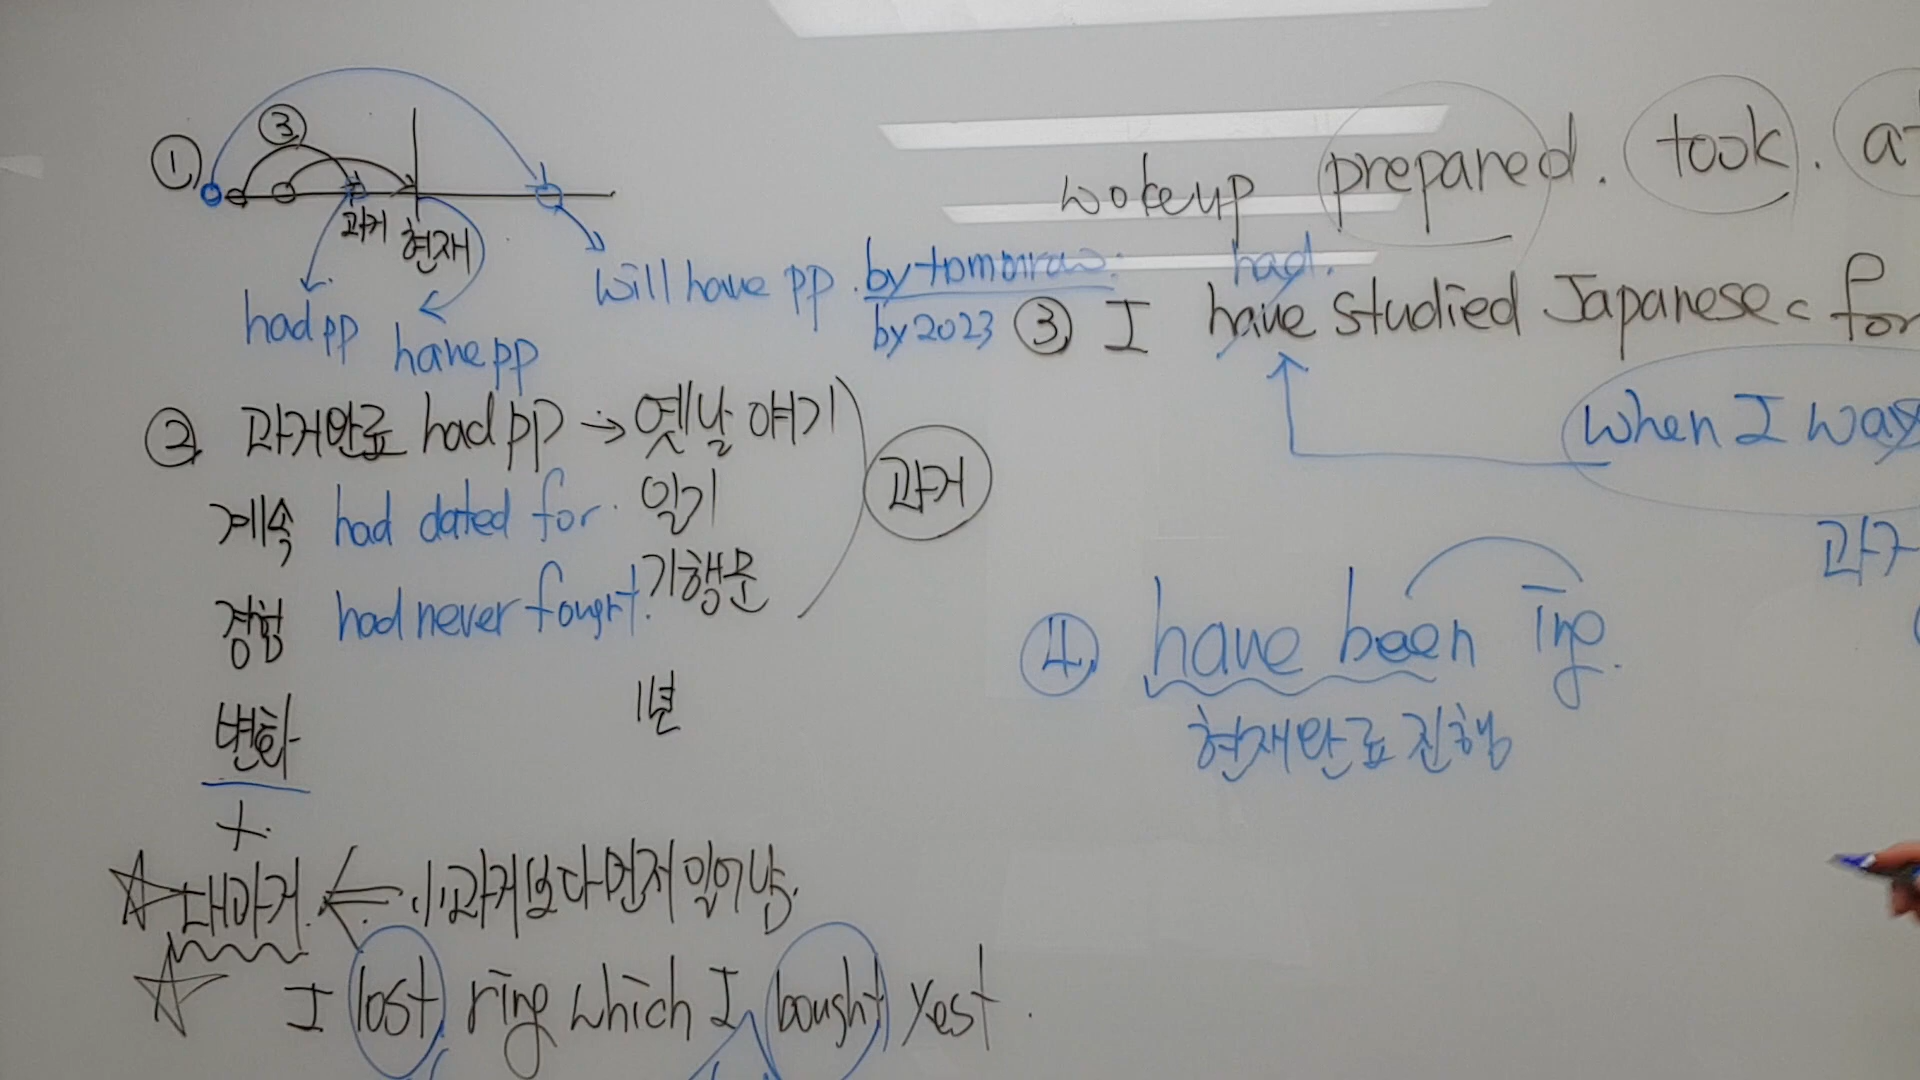 ① ③
과거 현재
had pp have pp
will have pp. by tomorrow.
by 2023
② 과거완료 had pp → 옛날 얘기
계속 had dated for. 일기
경험 had never fought. 기행문
과거
변화 1년
+
☆대과거 ← 과거보다 먼저 일어남.
☆ I lost ring which I bought yest.
woke up prepared. took.
had.
③ I have studied Japanese for
When I was
④ have been ing.
현재완료 진행